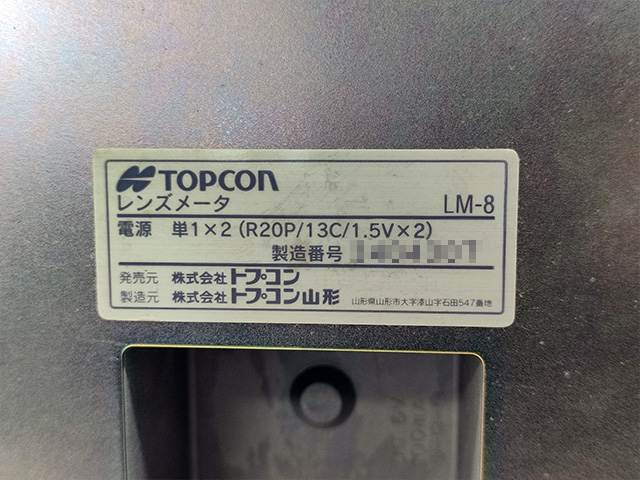 TOPCON
レンズメータ LM-8
電源 単1×2 (R20P/13C/1.5V×2)
製造番号
発売元 株式会社トプコン
製造元 株式会社トプコン山形 山形県山形市大字漆山字石田547番地